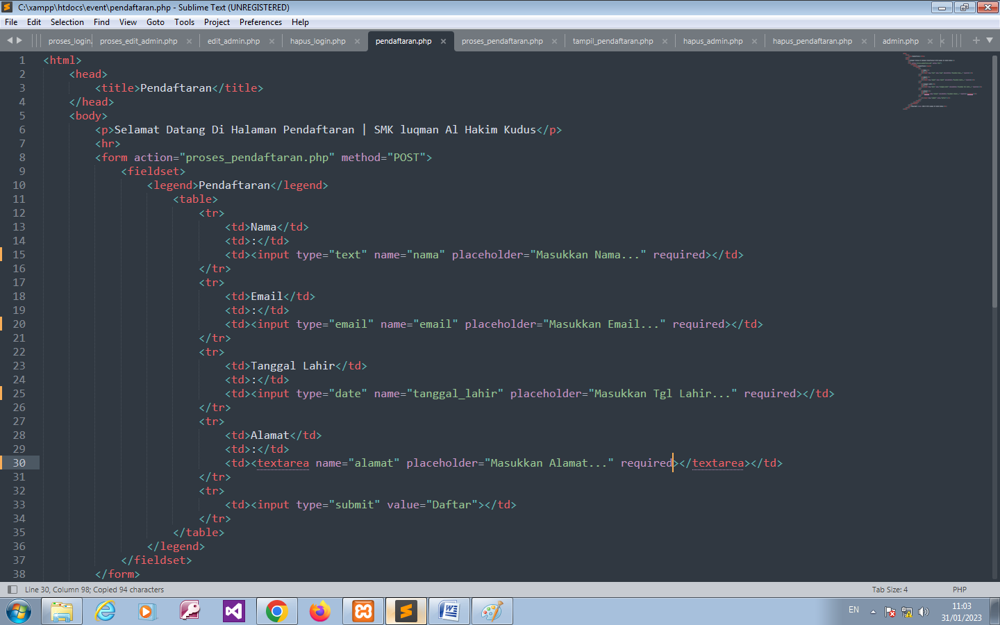 C:\xampp\htdocs\event\pendaftaran.php - Sublime Text (UNREGISTERED)
File Edit Selection Find View Goto Tools Project Preferences Help
proses_login. proses_edit_admin.php edit_admin.php hapus_login.php pendaftaran.php proses_pendaftaran.php tampil_pendaftaran.php hapus_admin.php hapus_pendaftaran.php admin.php
1 <html>
2 <head>
3 <title>Pendaftaran</title>
4 </head>
5 <body>
6 <p>Selamat Datang Di Halaman Pendaftaran | SMK luqman Al Hakim Kudus</p>
7 <hr>
8 <form action="proses_pendaftaran.php" method="POST">
9 <fieldset>
10 <legend>Pendaftaran</legend>
11 <table>
12 <tr>
13 <td>Nama</td>
14 <td>:</td>
15 <td><input type="text" name="nama" placeholder="Masukkan Nama..." required></td>
16 </tr>
17 <tr>
18 <td>Email</td>
19 <td>:</td>
20 <td><input type="email" name="email" placeholder="Masukkan Email..." required></td>
21 </tr>
22 <tr>
23 <td>Tanggal Lahir</td>
24 <td>:</td>
25 <td><input type="date" name="tanggal_lahir" placeholder="Masukkan Tgl Lahir..." required></td>
26 </tr>
27 <tr>
28 <td>Alamat</td>
29 <td>:</td>
30 <td><textarea name="alamat" placeholder="Masukkan Alamat..." required></textarea></td>
31 </tr>
32 <tr>
33 <td><input type="submit" value="Daftar"></td>
34 </tr>
35 </table>
36 </legend>
37 </fieldset>
38 </form>
Line 30, Column 98; Copied 94 characters Tab Size: 4 PHP
EN 11:03
31/01/2023